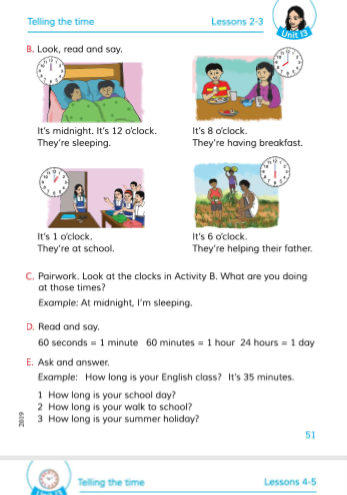 Telling the time
Lessons 2-3
Unit 13
B. Look, read and say.
It's midnight. It's 12 o'clock.
They're sleeping.
It's 8 o'clock.
They're having breakfast.
It's 1 o'clock.
They're at school.
It's 6 o'clock.
They're helping their father.
C. Pairwork. Look at the clocks in Activity B. What are you doing
at those times?
Example: At midnight, I'm sleeping.
D. Read and say.
60 seconds = 1 minute 60 minutes = 1 hour 24 hours = 1 day
E. Ask and answer.
Example: How long is your English class? It's 35 minutes.
1 How long is your school day?
2 How long is your walk to school?
3 How long is your summer holiday?
2019
51
Telling the time
Lessons 4-5